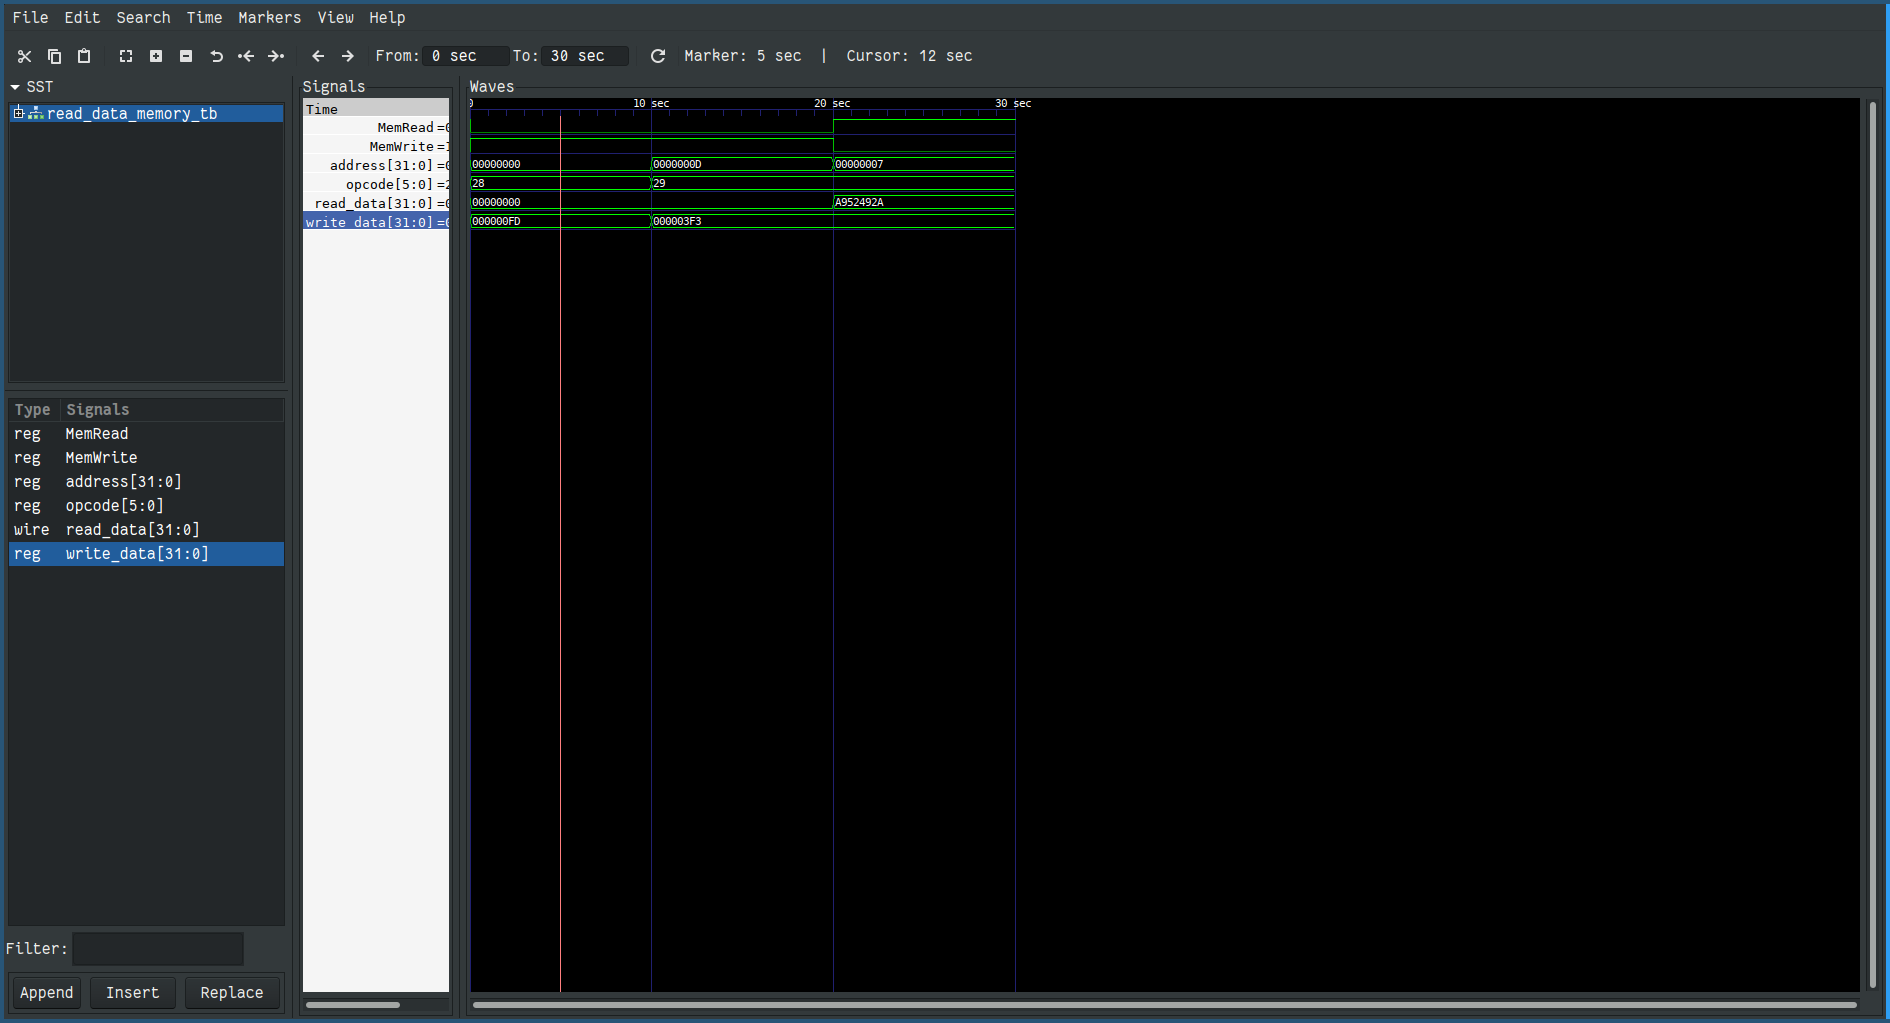 File Edit Search Time Markers View Help
From: 0 sec To: 30 sec Marker: 5 sec | Cursor: 12 sec
SST
read_data_memory_tb
Type Signals
reg MemRead
reg MemWrite
reg address[31:0]
reg opcode[5:0]
wire read_data[31:0]
reg write_data[31:0]
Filter:
Append Insert Replace
Signals
Time
MemRead =0
MemWrite =1
address[31:0] =0
opcode[5:0] =2
read_data[31:0] =0
write_data[31:0] =0
Waves
0 10 sec 20 sec 30 sec
00000000 0000000D 00000007
28 29
00000000 A952492A
000000FD 000003F3